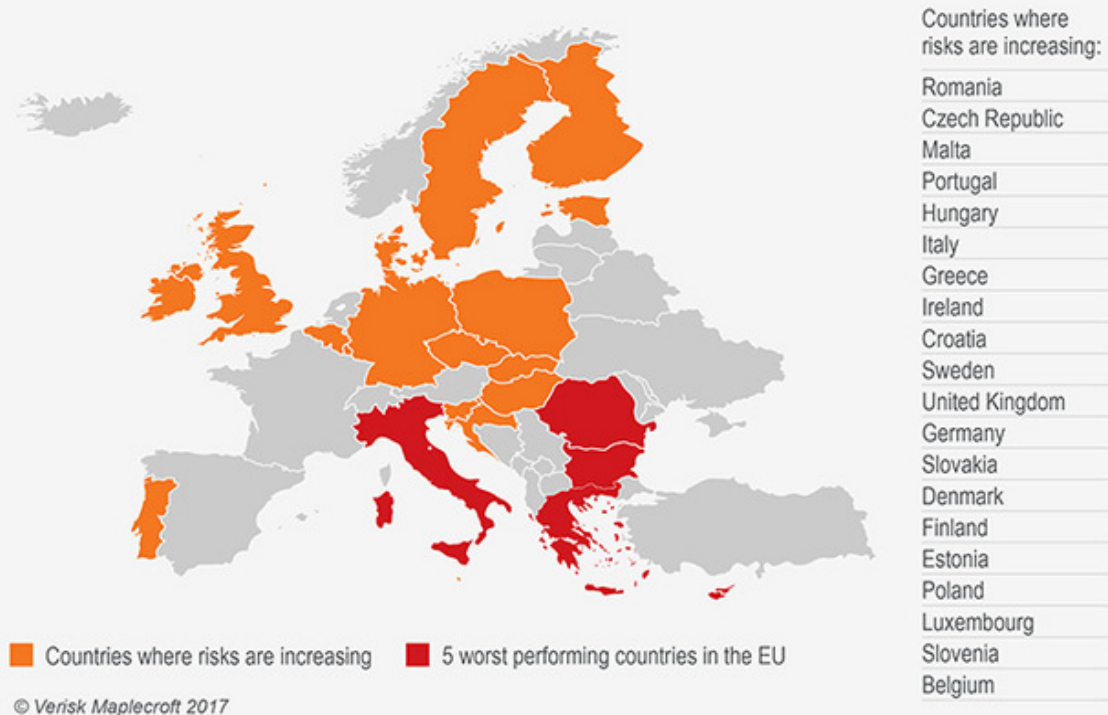 Countries where
risks are increasing:
Romania
Czech Republic
Malta
Portugal
Hungary
Italy
Greece
Ireland
Croatia
Sweden
United Kingdom
Germany
Slovakia
Denmark
Finland
Estonia
Poland
Luxembourg
Slovenia
Belgium
Countries where risks are increasing
5 worst performing countries in the EU
© Verisk Maplecroft 2017